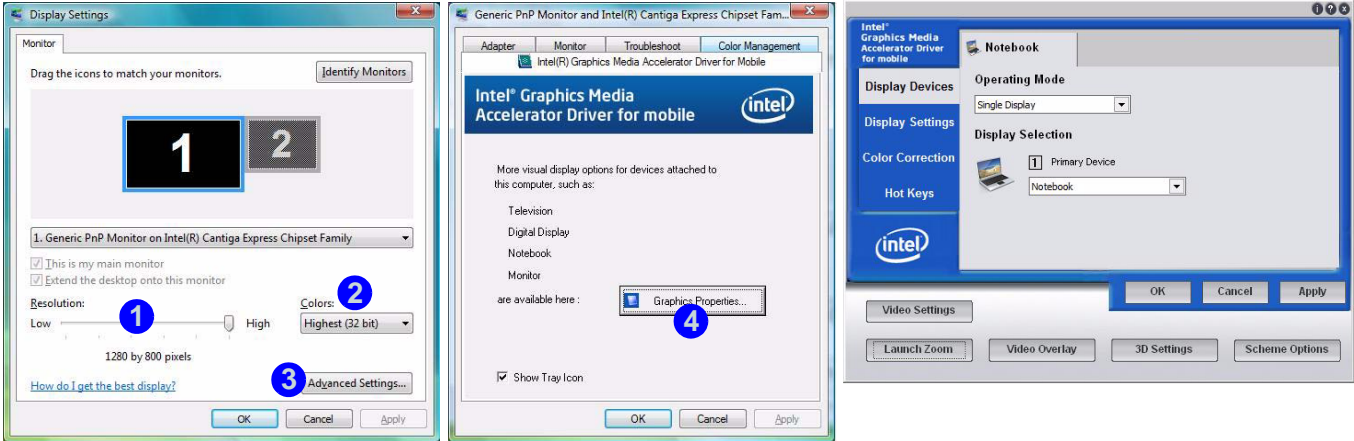 Display Settings
Monitor
Drag the icons to match your monitors.
Identify Monitors
1
2
1. Generic PnP Monitor on Intel(R) Cantiga Express Chipset Family
This is my main monitor
Extend the desktop onto this monitor
Resolution:
Colors:
2
Low
1
High
Highest (32 bit)
1280 by 800 pixels
How do I get the best display?
3
Advanced Settings...
OK
Cancel
Apply
Generic PnP Monitor and Intel(R) Cantiga Express Chipset Fam...
Adapter
Monitor
Troubleshoot
Color Management
Intel(R) Graphics Media Accelerator Driver for Mobile
Intel® Graphics Media
Accelerator Driver for mobile
intel
More visual display options for devices attached to
this computer, such as:
Television
Digital Display
Notebook
Monitor
are available here :
Graphics Properties...
4
Show Tray Icon
OK
Cancel
Apply
Intel®
Graphics Media
Accelerator Driver
for mobile
Notebook
Display Devices
Operating Mode
Single Display
Display Settings
Display Selection
Color Correction
1 Primary Device
Notebook
Hot Keys
intel
OK
Cancel
Apply
Video Settings
Launch Zoom
Video Overlay
3D Settings
Scheme Options